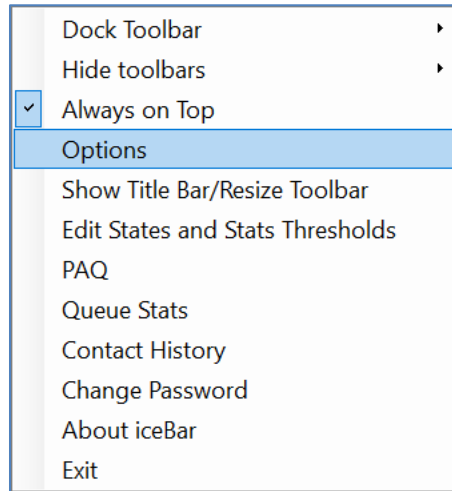 Dock Toolbar
Hide toolbars
Always on Top
Options
Show Title Bar/Resize Toolbar
Edit States and Stats Thresholds
PAQ
Queue Stats
Contact History
Change Password
About iceBar
Exit